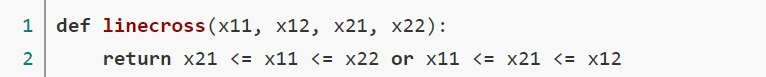 1 def linecross(x11, x12, x21, x22):
2     return x21 <= x11 <= x22 or x11 <= x21 <= x12